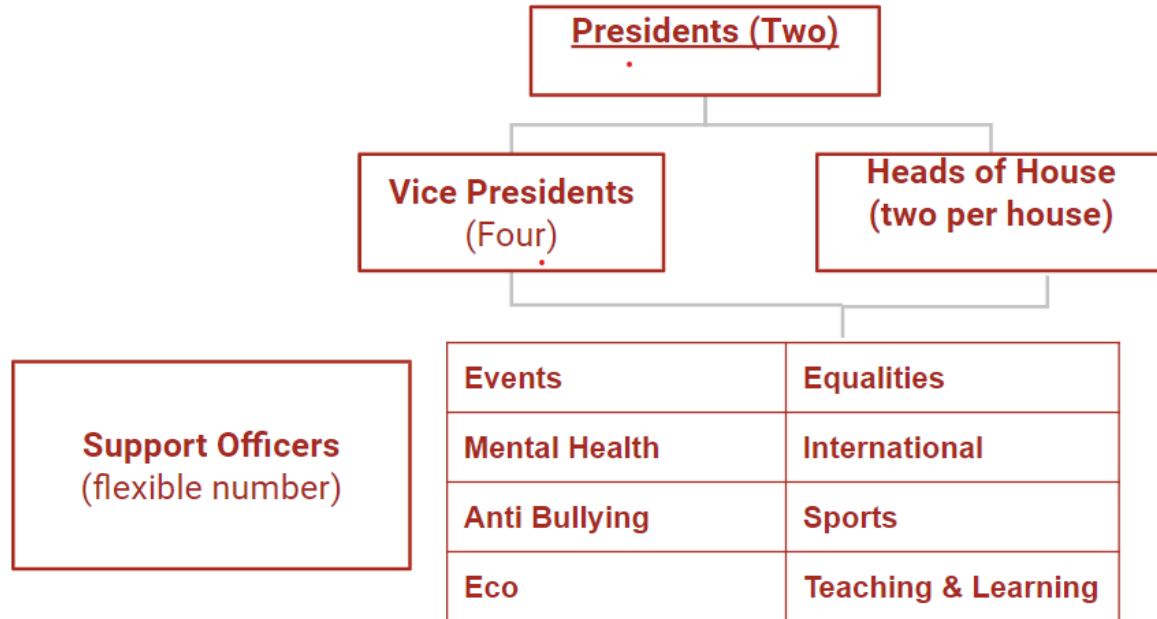 Presidents (Two)
Vice Presidents
(Four)
Heads of House
(two per house)
Support Officers
(flexible number)
Events
Equalities
Mental Health
International
Anti Bullying
Sports
Eco
Teaching & Learning